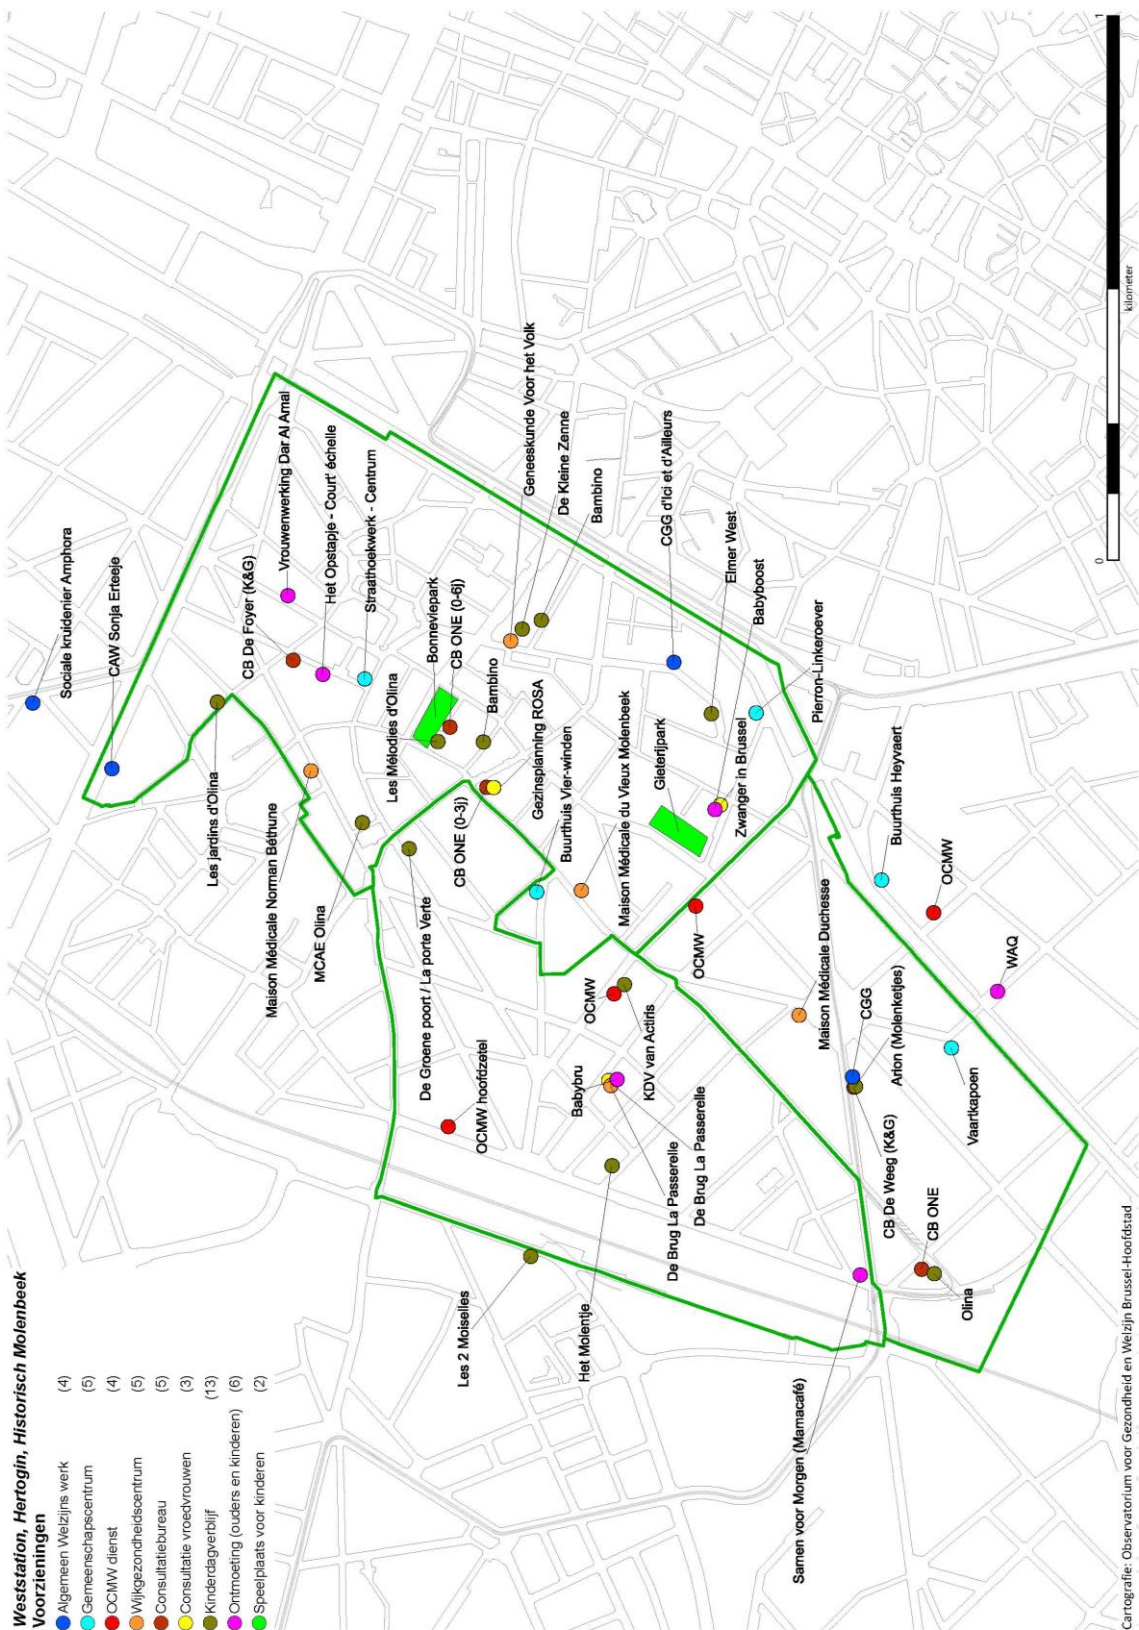 Weststation, Hertogin, Historisch Molenbeek
Voorzieningen
Algemeen Welzijns werk (4)
Gemeenschapscentrum (5)
OCMW dienst (4)
Wijkgezondheidscentrum (5)
Consultatiebureau (5)
Consultatie vroedvrouwen (3)
Kinderdagverblijf (13)
Ontmoeting (ouders en kinderen) (6)
Speelplaats voor kinderen (2)
Sociale kruidenier Amphora
CAW Sonja Erteeje
Les jardins d'Olina
CB De Foyer (K&G)
Vrouwenwerking Dar Al Amal
Het Opstapje - Court' échelle
Straathoekwerk - Centrum
Maison Médicale Norman Béthune
MCAE Olina
Les Mélodies d'Olina
Bonneviepark
CB ONE (0-6j)
Bambino
De Groene poort / La porte Verte
CB ONE (0-3j)
Gezinsplanning ROSA
Geneeskunde Voor het Volk
De Kleine Zenne
Bambino
OCMW hoofdzetel
Buurthuis Vier-winden
Maison Médicale du Vieux Molenbeek
Les 2 Moiselles
Het Molentje
Babybru
De Brug La Passerelle
De Brug La Passerelle
OCMW
KDV van Actiris
Gieterijpark
CGG d'Ici et d'Ailleurs
Elmer West
Babyboost
Zwanger in Brussel
Pierron-Linkeroever
OCMW
Maison Médicale Duchesse
Samen voor Morgen (Mamacafé)
CB De Weeg (K&G)
CGG
Arion (Molenketjes)
Buurthuis Heyvaert
OCMW
CB ONE
Olina
Vaartkapoen
WAQ
0
1
kilometer
Cartografie: Observatorium voor Gezondheid en Welzijn Brussel-Hoofdstad